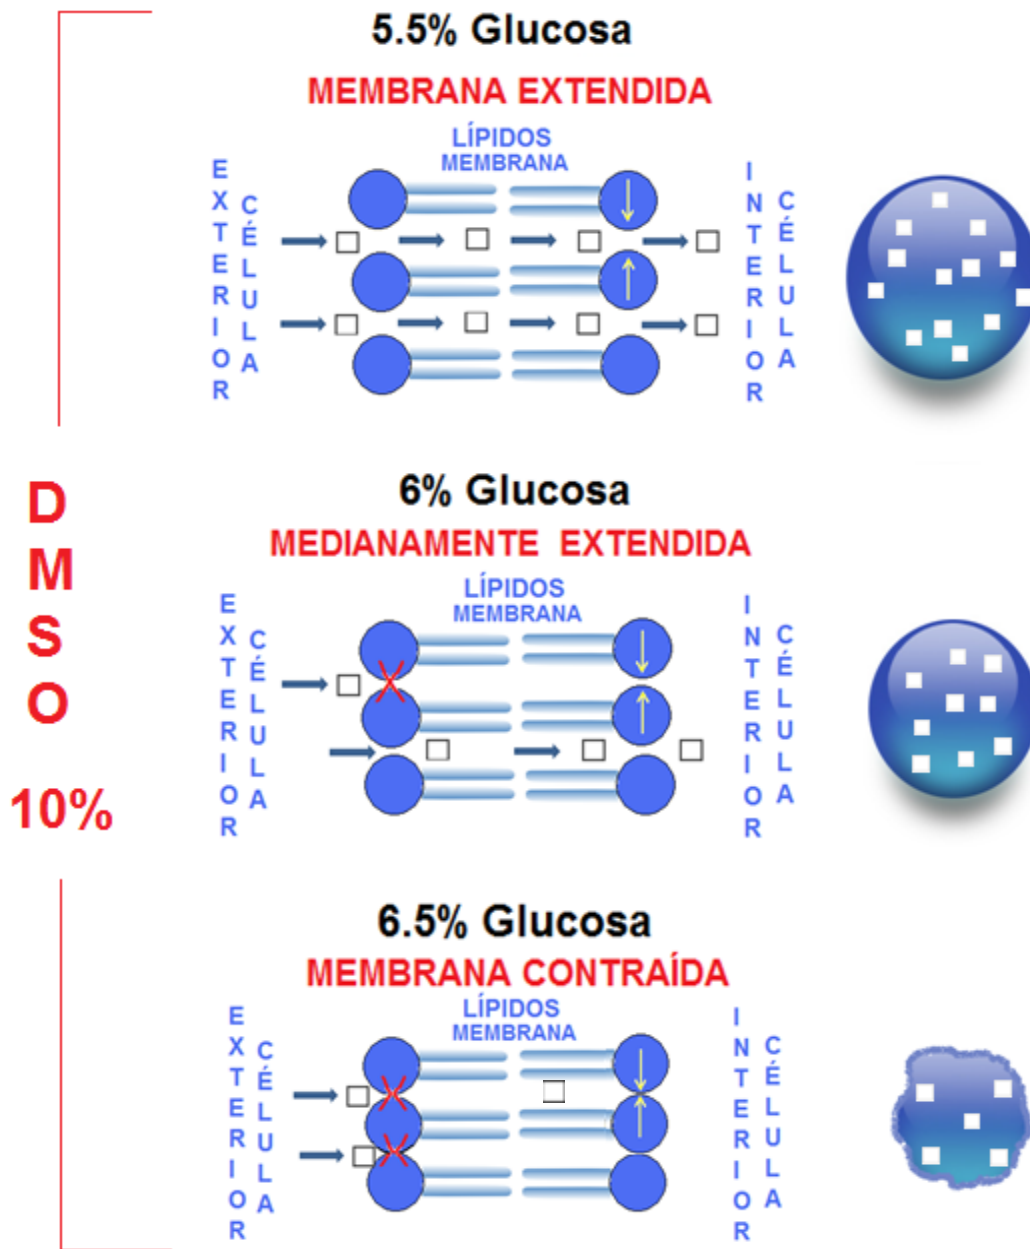 5.5% Glucosa
MEMBRANA EXTENDIDA
LÍPIDOS
MEMBRANA
EXTERIOR
CÉLULA
INTERIOR
CÉLULA
DMSO
10%
6% Glucosa
MEDIANAMENTE EXTENDIDA
LÍPIDOS
MEMBRANA
EXTERIOR
CÉLULA
INTERIOR
CÉLULA
6.5% Glucosa
MEMBRANA CONTRAÍDA
LÍPIDOS
MEMBRANA
EXTERIOR
CÉLULA
INTERIOR
CÉLULA